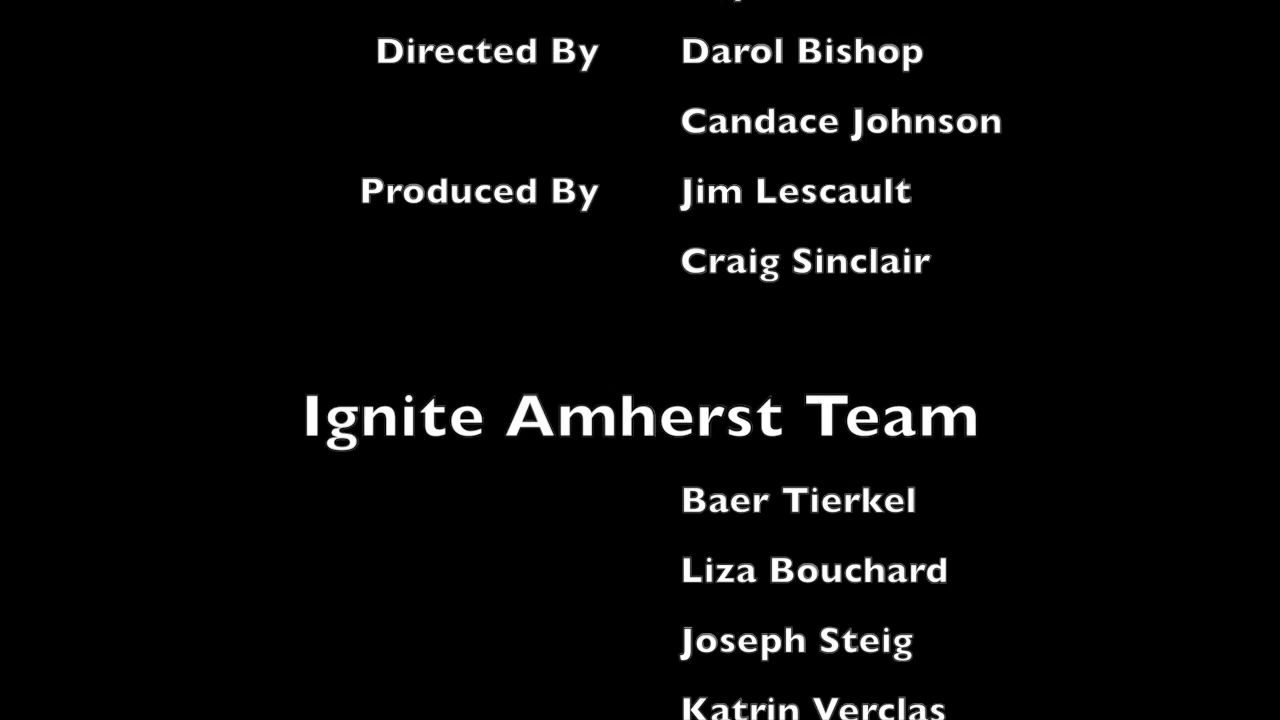 Directed By Darol Bishop
Candace Johnson
Produced By Jim Lescault
Craig Sinclair
Ignite Amherst Team
Baer Tierkel
Liza Bouchard
Joseph Steig
Katrin Verclas